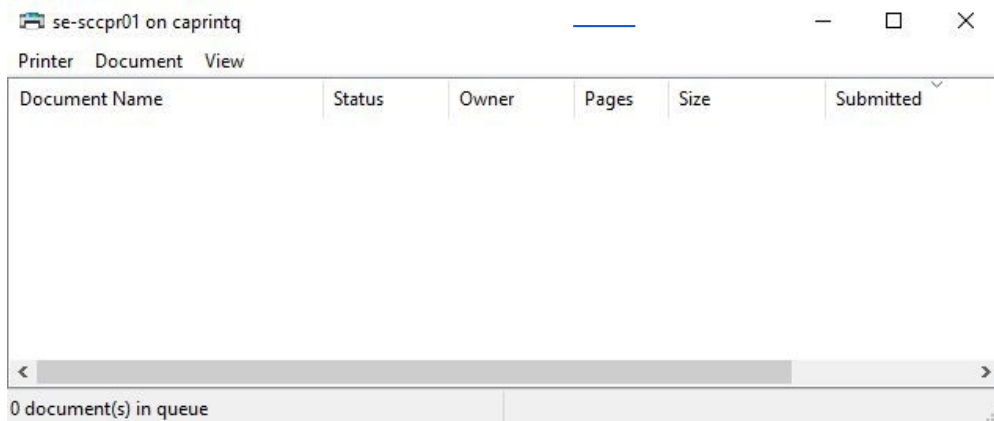 se-sccpr01 on caprintq
Printer Document View
Document Name Status Owner Pages Size Submitted
0 document(s) in queue